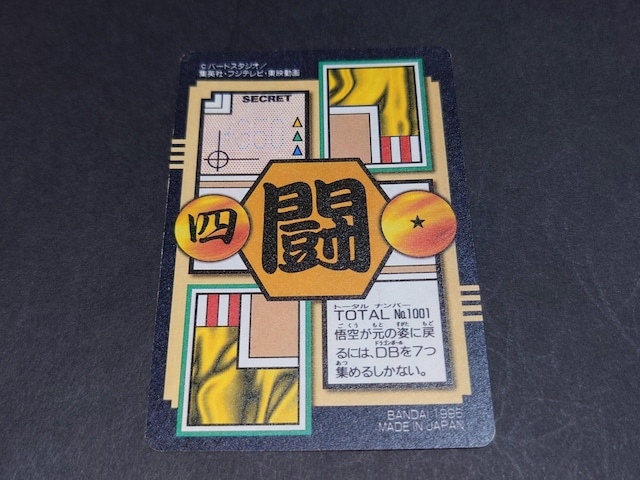 ©バードスタジオ/
集英社・フジテレビ・東映動画
SECRET
四
闘
トータル ナンバー
TOTAL No.1001
悟空が元の姿に戻
るには、DBを7つ
集めるしかない。
BANDAI 1995
MADE IN JAPAN